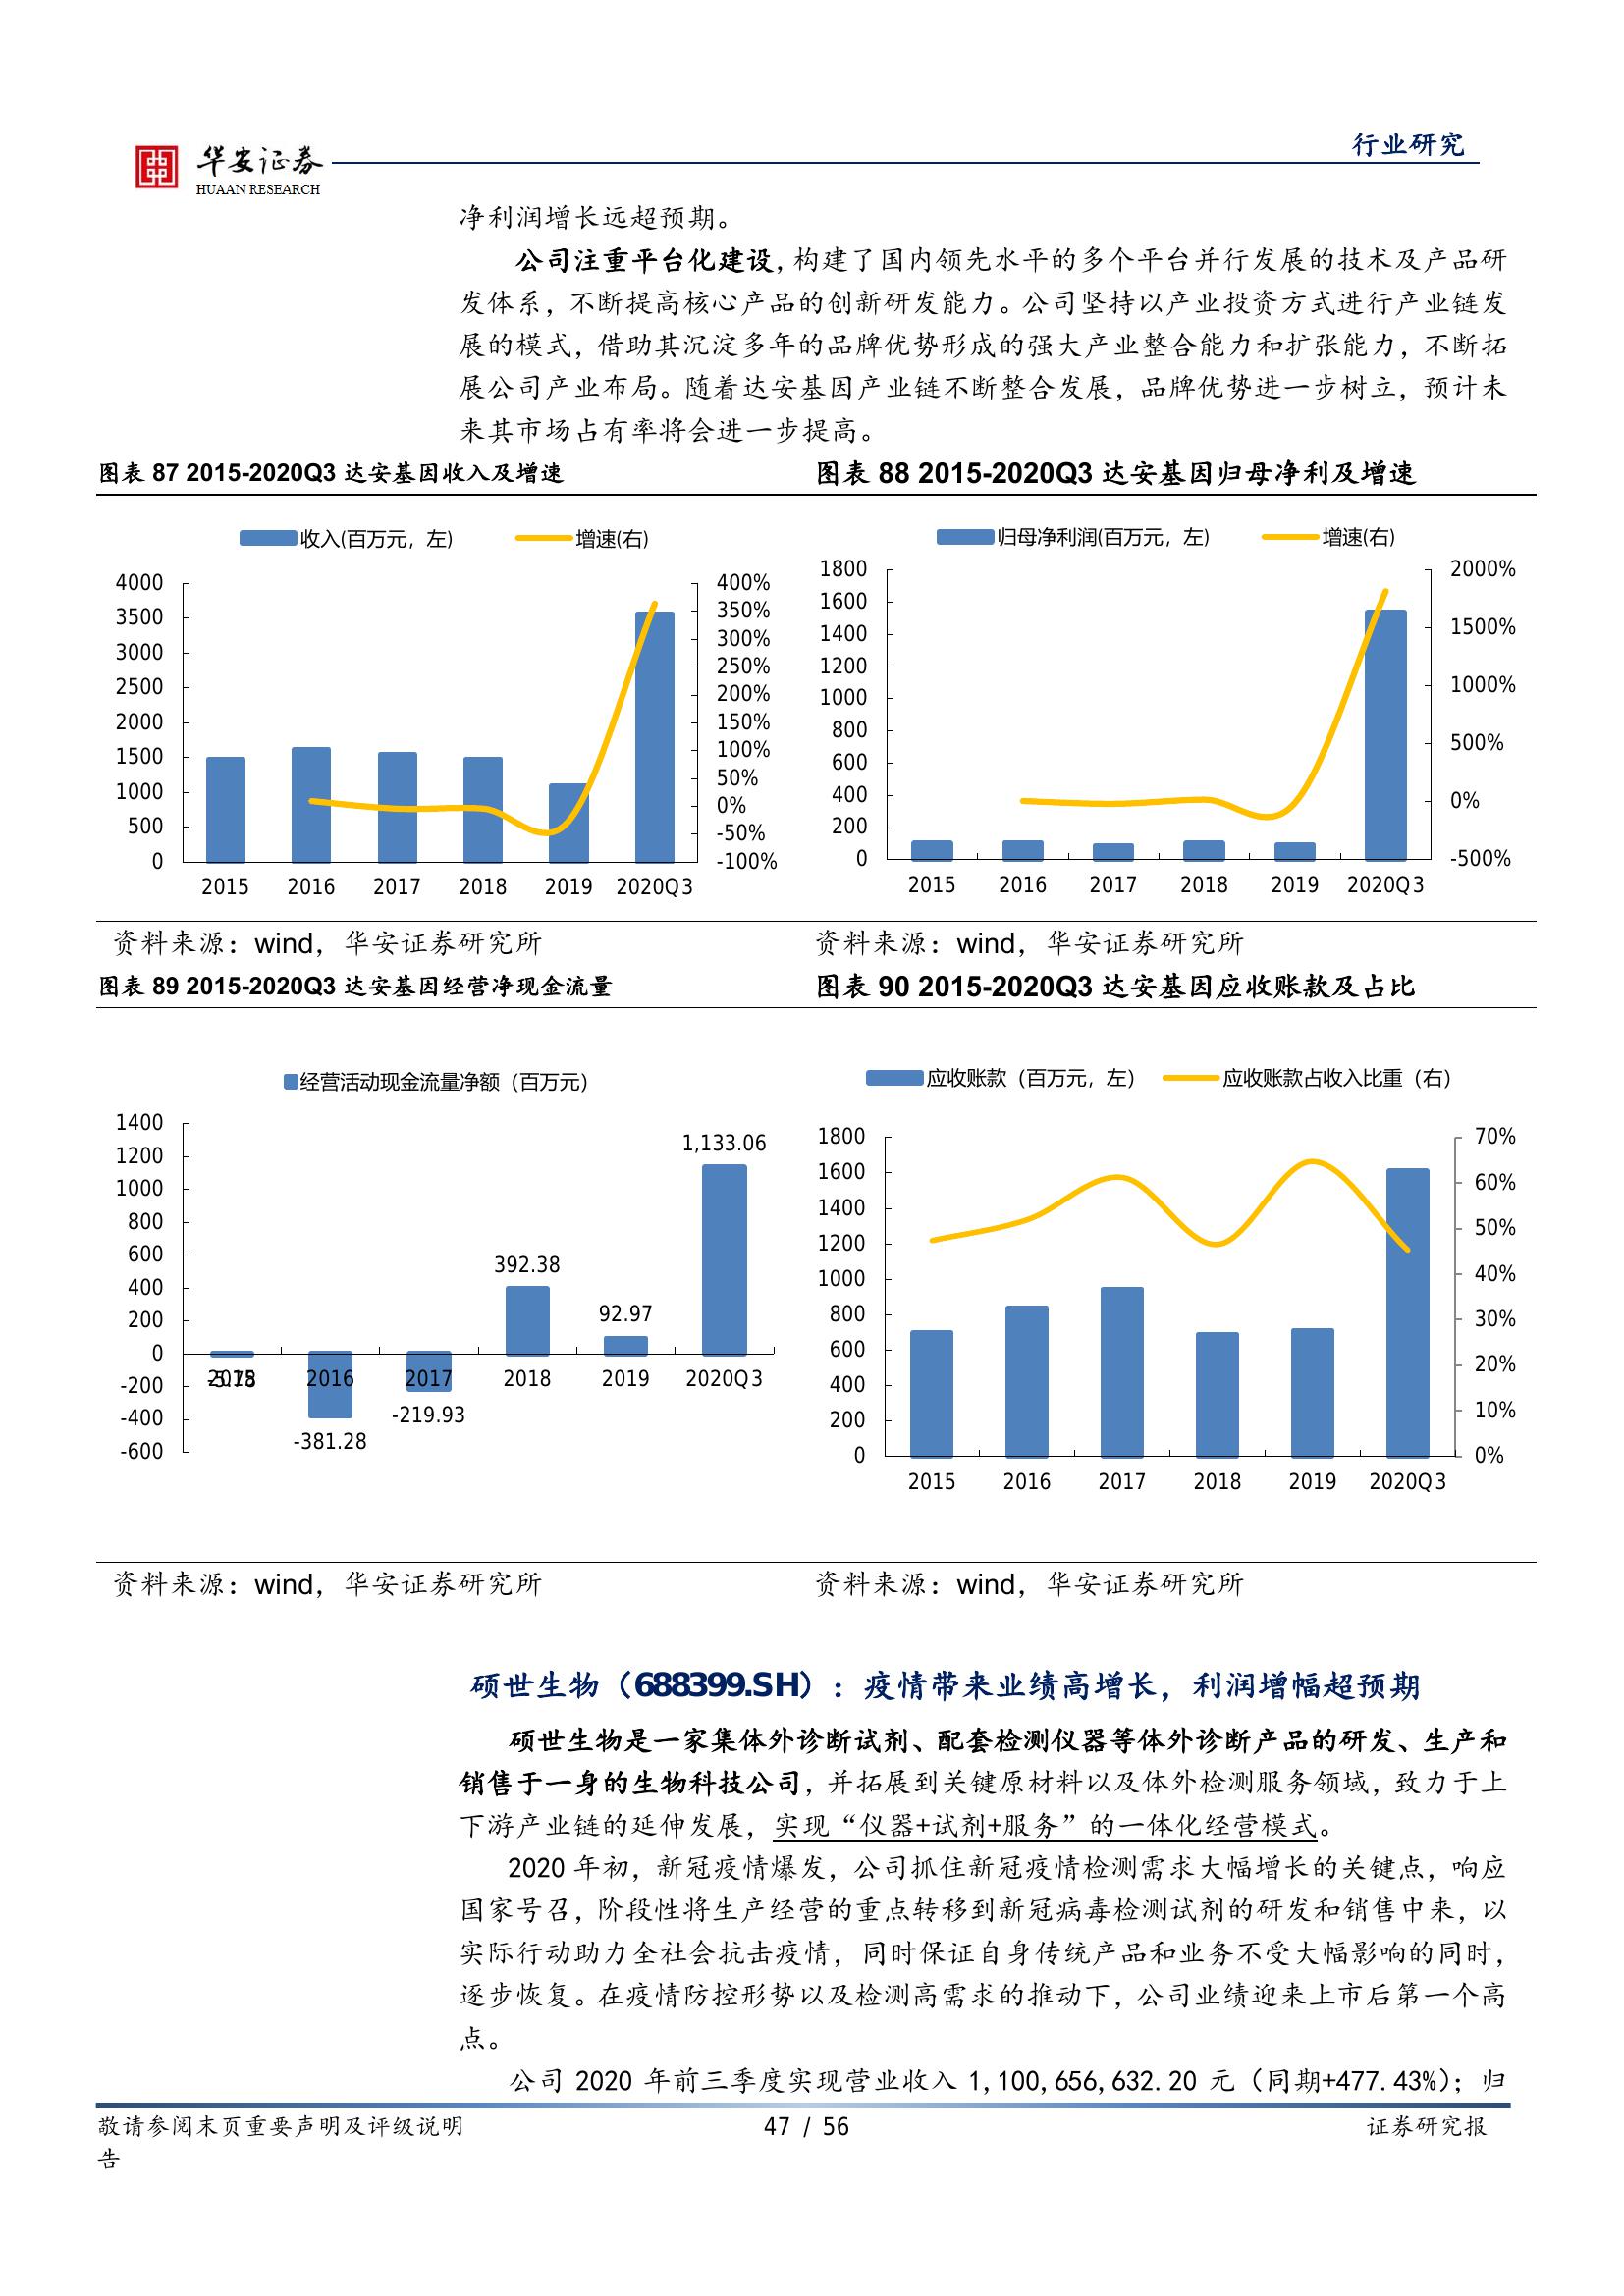 华安证券
HUAAN RESEARCH
行业研究
净利润增长远超预期。
公司注重平台化建设，构建了国内领先水平的多个平台并行发展的技术及产品研
发体系，不断提高核心产品的创新研发能力。公司坚持以产业投资方式进行产业链发
展的模式，借助其沉淀多年的品牌优势形成的强大产业整合能力和扩张能力，不断拓
展公司产业布局。随着达安基因产业链不断整合发展，品牌优势进一步树立，预计未
来其市场占有率将会进一步提高。
图表 87 2015-2020Q3 达安基因收入及增速
收入(百万元，左) 增速(右)
4000
3500
3000
2500
2000
1500
1000
500
0
400%
350%
300%
250%
200%
150%
100%
50%
0%
-50%
-100%
2015 2016 2017 2018 2019 2020Q3
资料来源：wind，华安证券研究所
图表 88 2015-2020Q3 达安基因归母净利及增速
归母净利润(百万元，左) 增速(右)
1800
1600
1400
1200
1000
800
600
400
200
0
2000%
1500%
1000%
500%
0%
-500%
2015 2016 2017 2018 2019 2020Q3
资料来源：wind，华安证券研究所
图表 89 2015-2020Q3 达安基因经营净现金流量
经营活动现金流量净额（百万元）
1400
1200
1000
800
600
400
200
0
-200
-400
-600
1,133.06
392.38
92.97
2015 2016 2017 2018 2019 2020Q3
-219.93
-381.28
资料来源：wind，华安证券研究所
图表 90 2015-2020Q3 达安基因应收账款及占比
应收账款（百万元，左） 应收账款占收入比重（右）
1800
1600
1400
1200
1000
800
600
400
200
0
70%
60%
50%
40%
30%
20%
10%
0%
2015 2016 2017 2018 2019 2020Q3
资料来源：wind，华安证券研究所
硕世生物（688399.SH）：疫情带来业绩高增长，利润增幅超预期
硕世生物是一家集体外诊断试剂、配套检测仪器等体外诊断产品的研发、生产和
销售于一身的生物科技公司，并拓展到关键原材料以及体外检测服务领域，致力于上
下游产业链的延伸发展，实现“仪器+试剂+服务”的一体化经营模式。
2020 年初，新冠疫情爆发，公司抓住新冠疫情检测需求大幅增长的关键点，响应
国家号召，阶段性将生产经营的重点转移到新冠病毒检测试剂的研发和销售中来，以
实际行动助力全社会抗击疫情，同时保证自身传统产品和业务不受大幅影响的同时，
逐步恢复。在疫情防控形势以及检测高需求的推动下，公司业绩迎来上市后第一个高
点。
公司 2020 年前三季度实现营业收入 1,100,656,632.20 元（同期+477.43%）；归
敬请参阅末页重要声明及评级说明 47 / 56 证券研究报
告